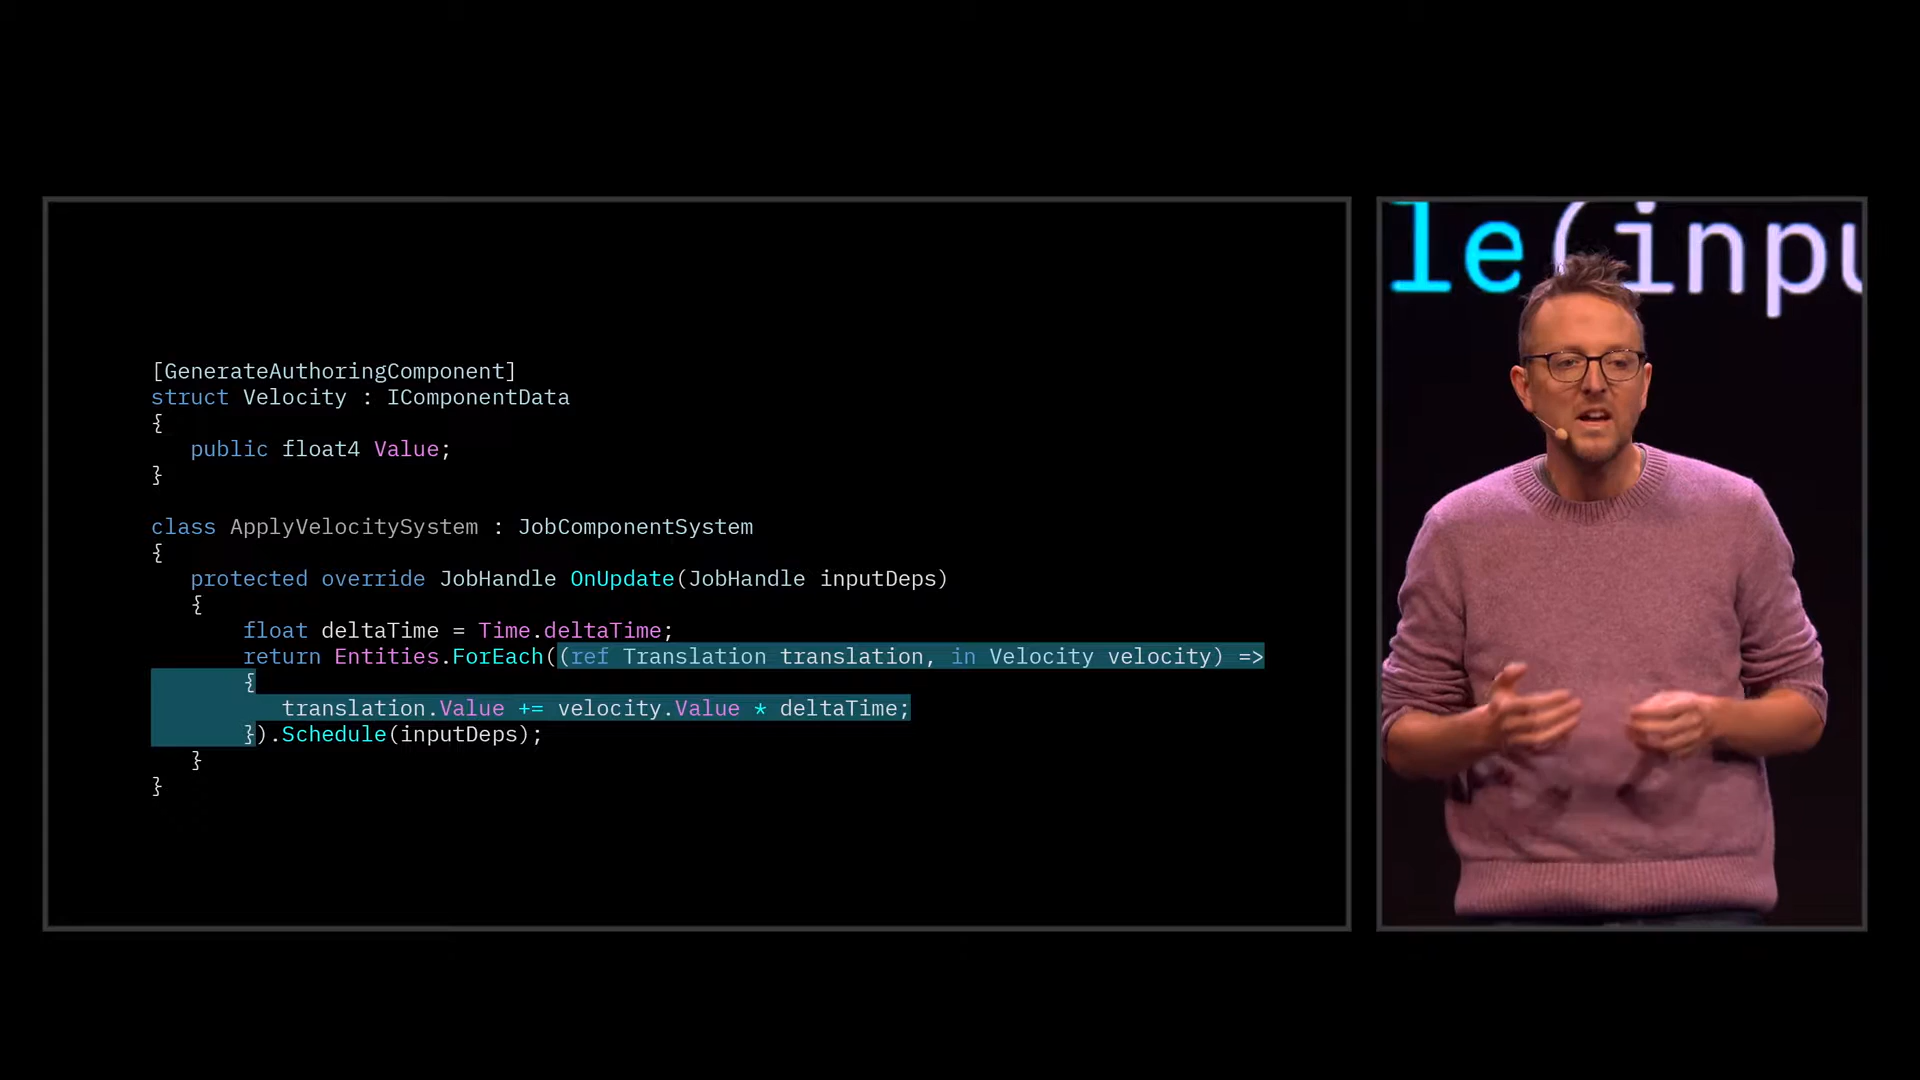 [GenerateAuthoringComponent]
struct Velocity : IComponentData
{
public float4 Value;
}
class ApplyVelocitySystem : JobComponentSystem
{
protected override JobHandle OnUpdate(JobHandle inputDeps)
{
float deltaTime = Time.deltaTime;
return Entities.ForEach((ref Translation translation, in Velocity velocity) =>
{
translation.Value += velocity.Value * deltaTime;
}).Schedule(inputDeps);
}
}
le(inpu